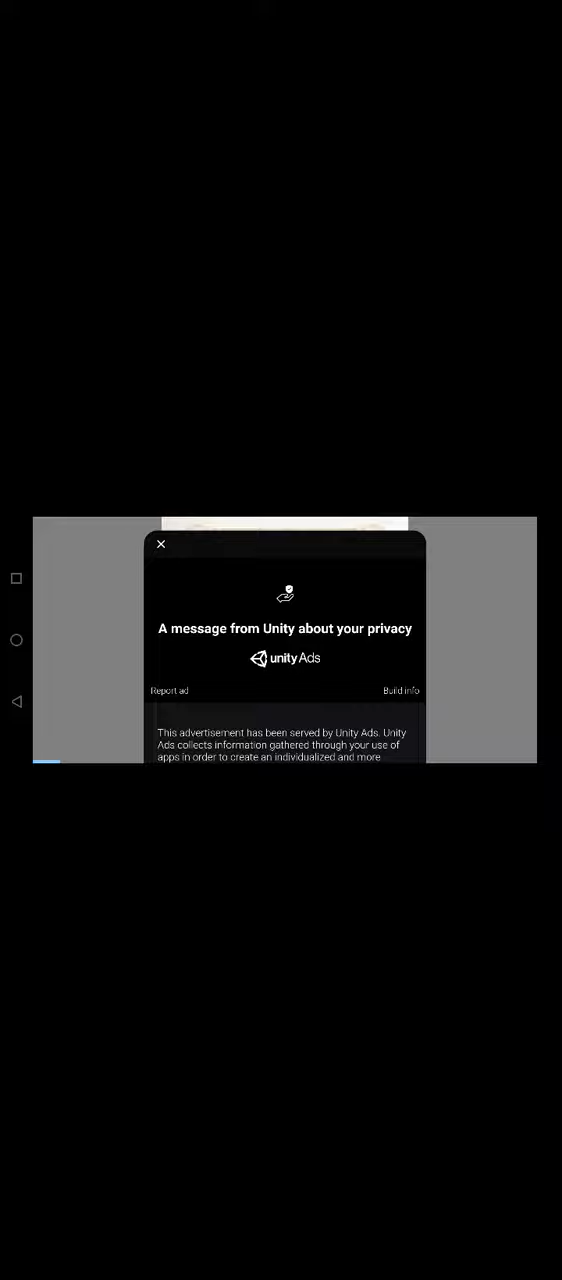 A message from Unity about your privacy
unity Ads
Report ad
Build info
This advertisement has been served by Unity Ads. Unity
Ads collects information gathered through your use of
apps in order to create an individualized and more